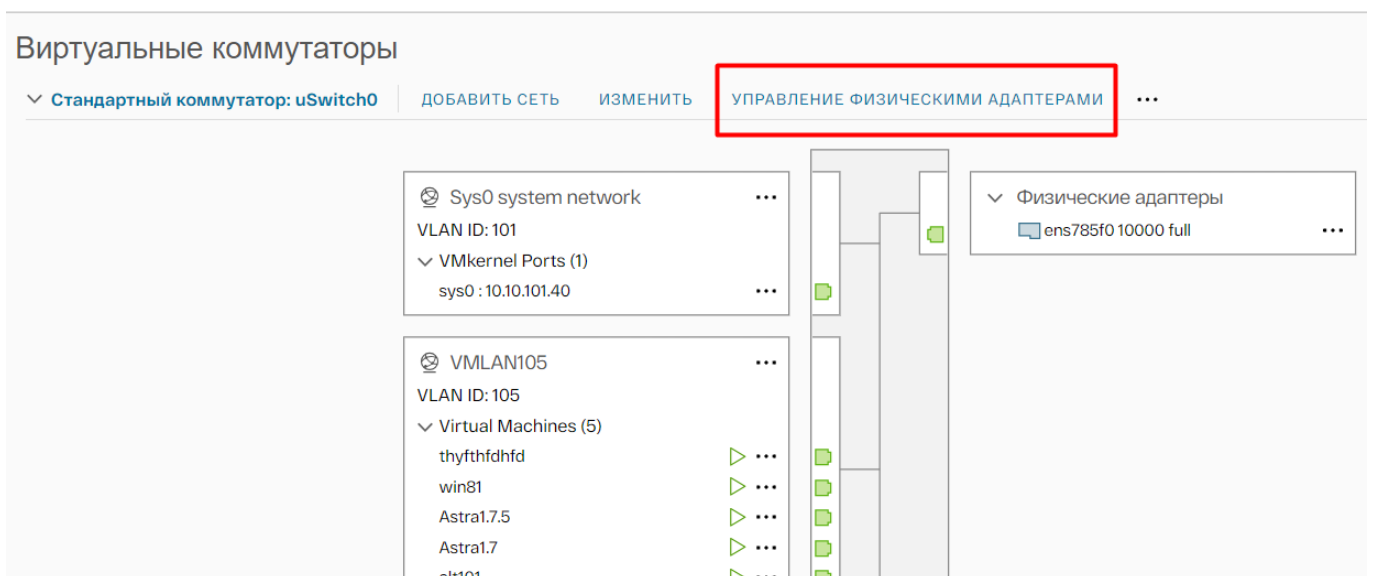 Виртуальные коммутаторы
Стандартный коммутатор: uSwitch0 ДОБАВИТЬ СЕТЬ ИЗМЕНИТЬ УПРАВЛЕНИЕ ФИЗИЧЕСКИМИ АДАПТЕРАМИ ...
Sys0 system network ...
VLAN ID: 101
VMkernel Ports (1)
sys0 : 10.10.101.40 ...
Физические адаптеры
ens785f0 10000 full ...
VMLAN105 ...
VLAN ID: 105
Virtual Machines (5)
thyfthfdhfd ...
win81 ...
Astra1.7.5 ...
Astra1.7 ...